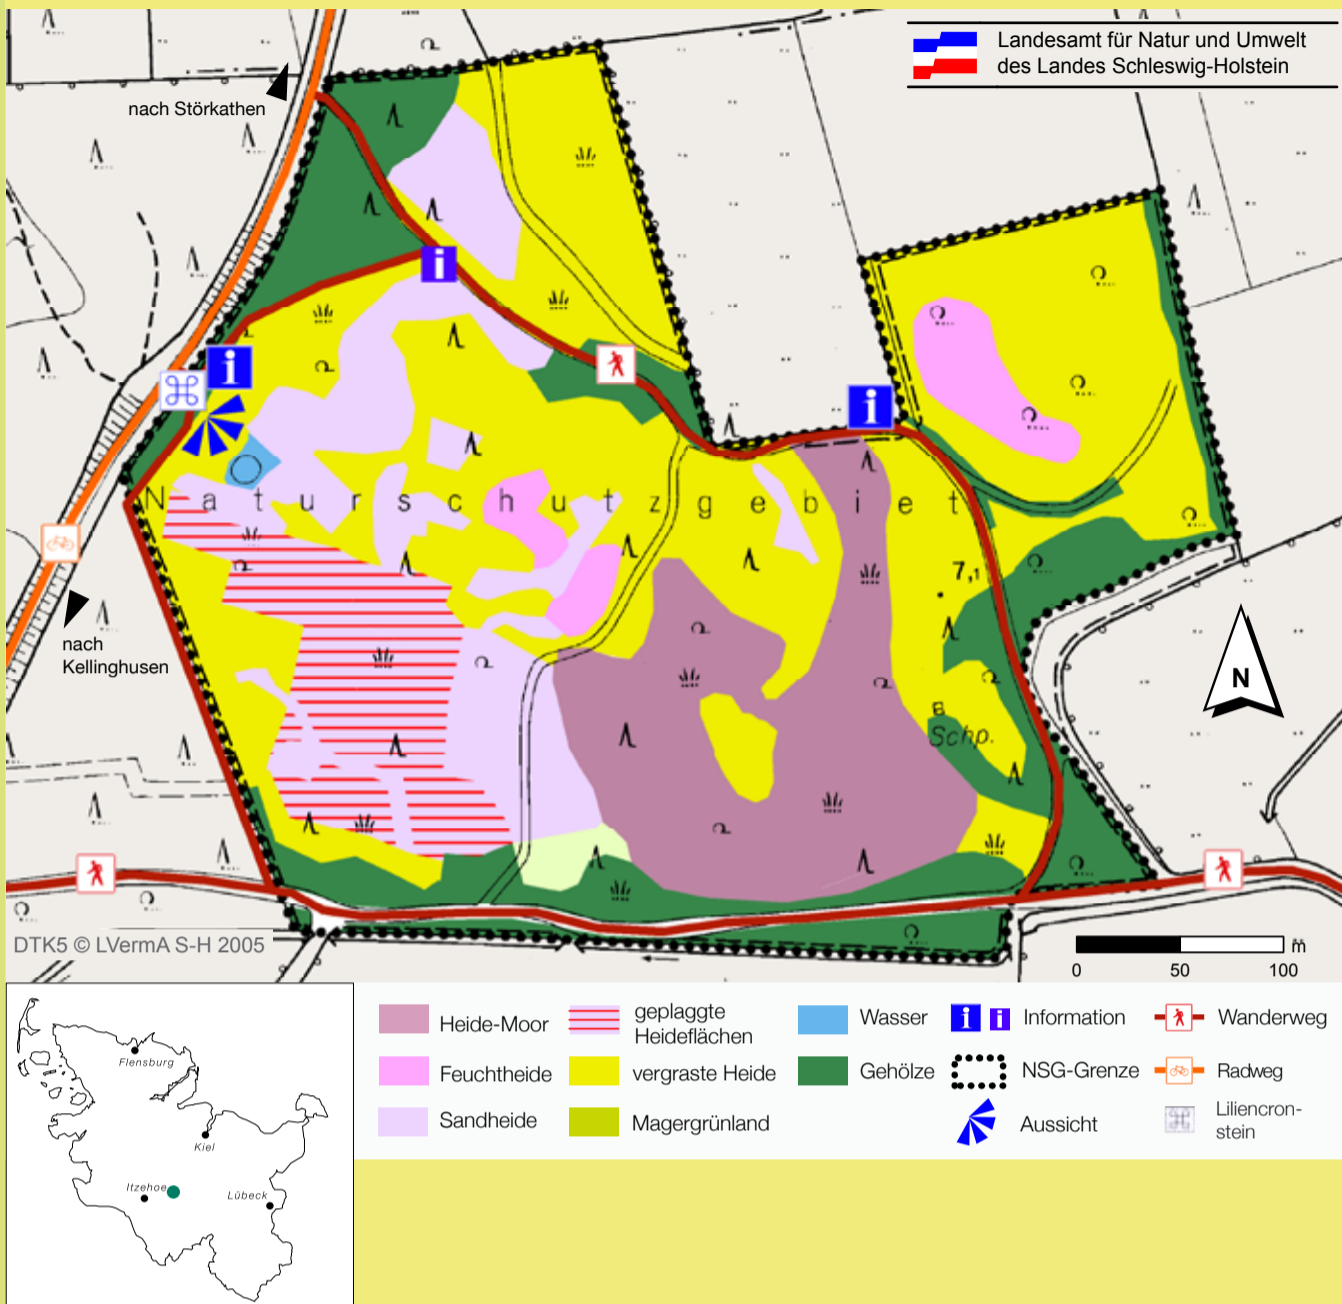 Landesamt für Natur und Umwelt
des Landes Schleswig-Holstein
nach Störkathen
Naturschutzgebiet
7,1
nach
Kellinghusen
Schp.
N
DTK5 © LVermA S-H 2005
m
0 50 100
Flensburg
Kiel
Itzehoe
Lübeck
Heide-Moor
Feuchtheide
Sandheide
geplaggte
Heideflächen
vergraste Heide
Magergrünland
Wasser
Gehölze
i i Information
NSG-Grenze
Aussicht
Wanderweg
Radweg
Liliencron-
stein